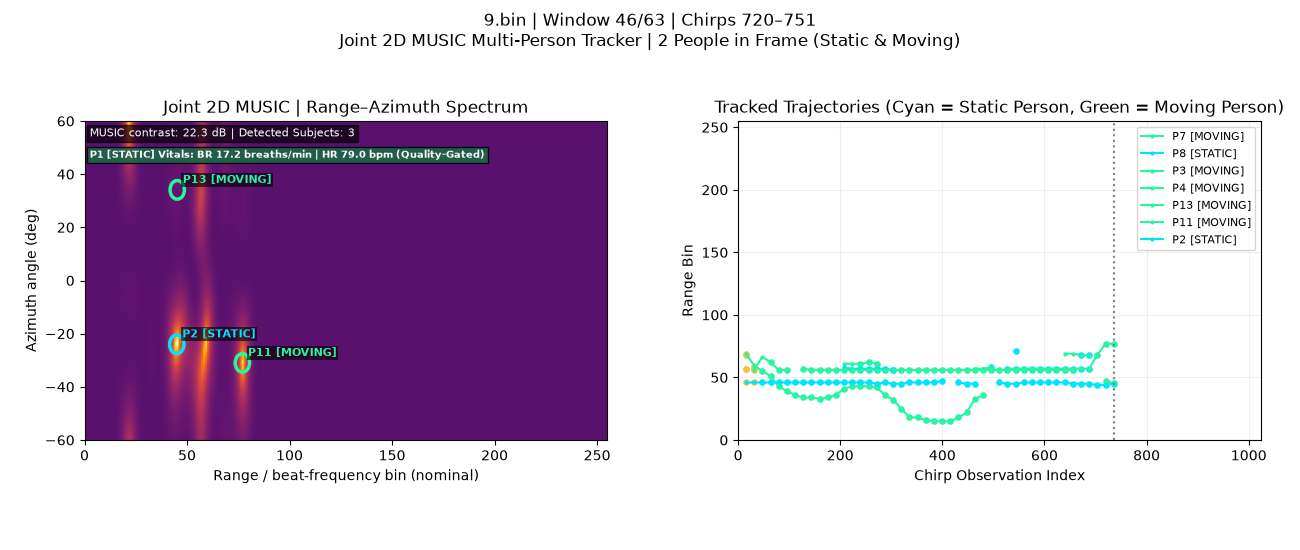 9.bin | Window 46/63 | Chirps 720–751
Joint 2D MUSIC Multi-Person Tracker | 2 People in Frame (Static & Moving)
Joint 2D MUSIC | Range–Azimuth Spectrum
MUSIC contrast: 22.3 dB | Detected Subjects: 3
P1 [STATIC] Vitals: BR 17.2 breaths/min | HR 79.0 bpm (Quality-Gated)
P13 [MOVING]
P2 [STATIC]
P11 [MOVING]
60
40
20
0
−20
−40
−60
Azimuth angle (deg)
0
50
100
150
200
250
Range / beat-frequency bin (nominal)
Tracked Trajectories (Cyan = Static Person, Green = Moving Person)
P7 [MOVING]
P8 [STATIC]
P3 [MOVING]
P4 [MOVING]
P13 [MOVING]
P11 [MOVING]
P2 [STATIC]
250
200
150
100
50
0
Range Bin
0
200
400
600
800
1000
Chirp Observation Index